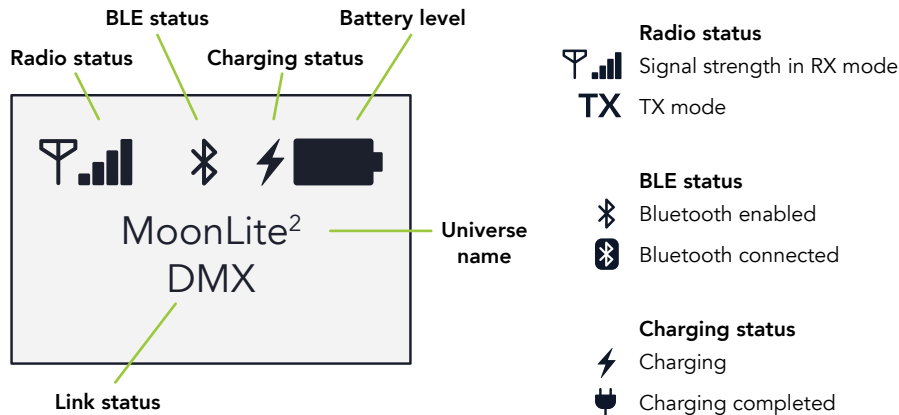 BLE status
Battery level
Radio status
Charging status
MoonLite²
DMX
Universe
name
Link status
Radio status
Signal strength in RX mode
TX TX mode
BLE status
Bluetooth enabled
Bluetooth connected
Charging status
Charging
Charging completed